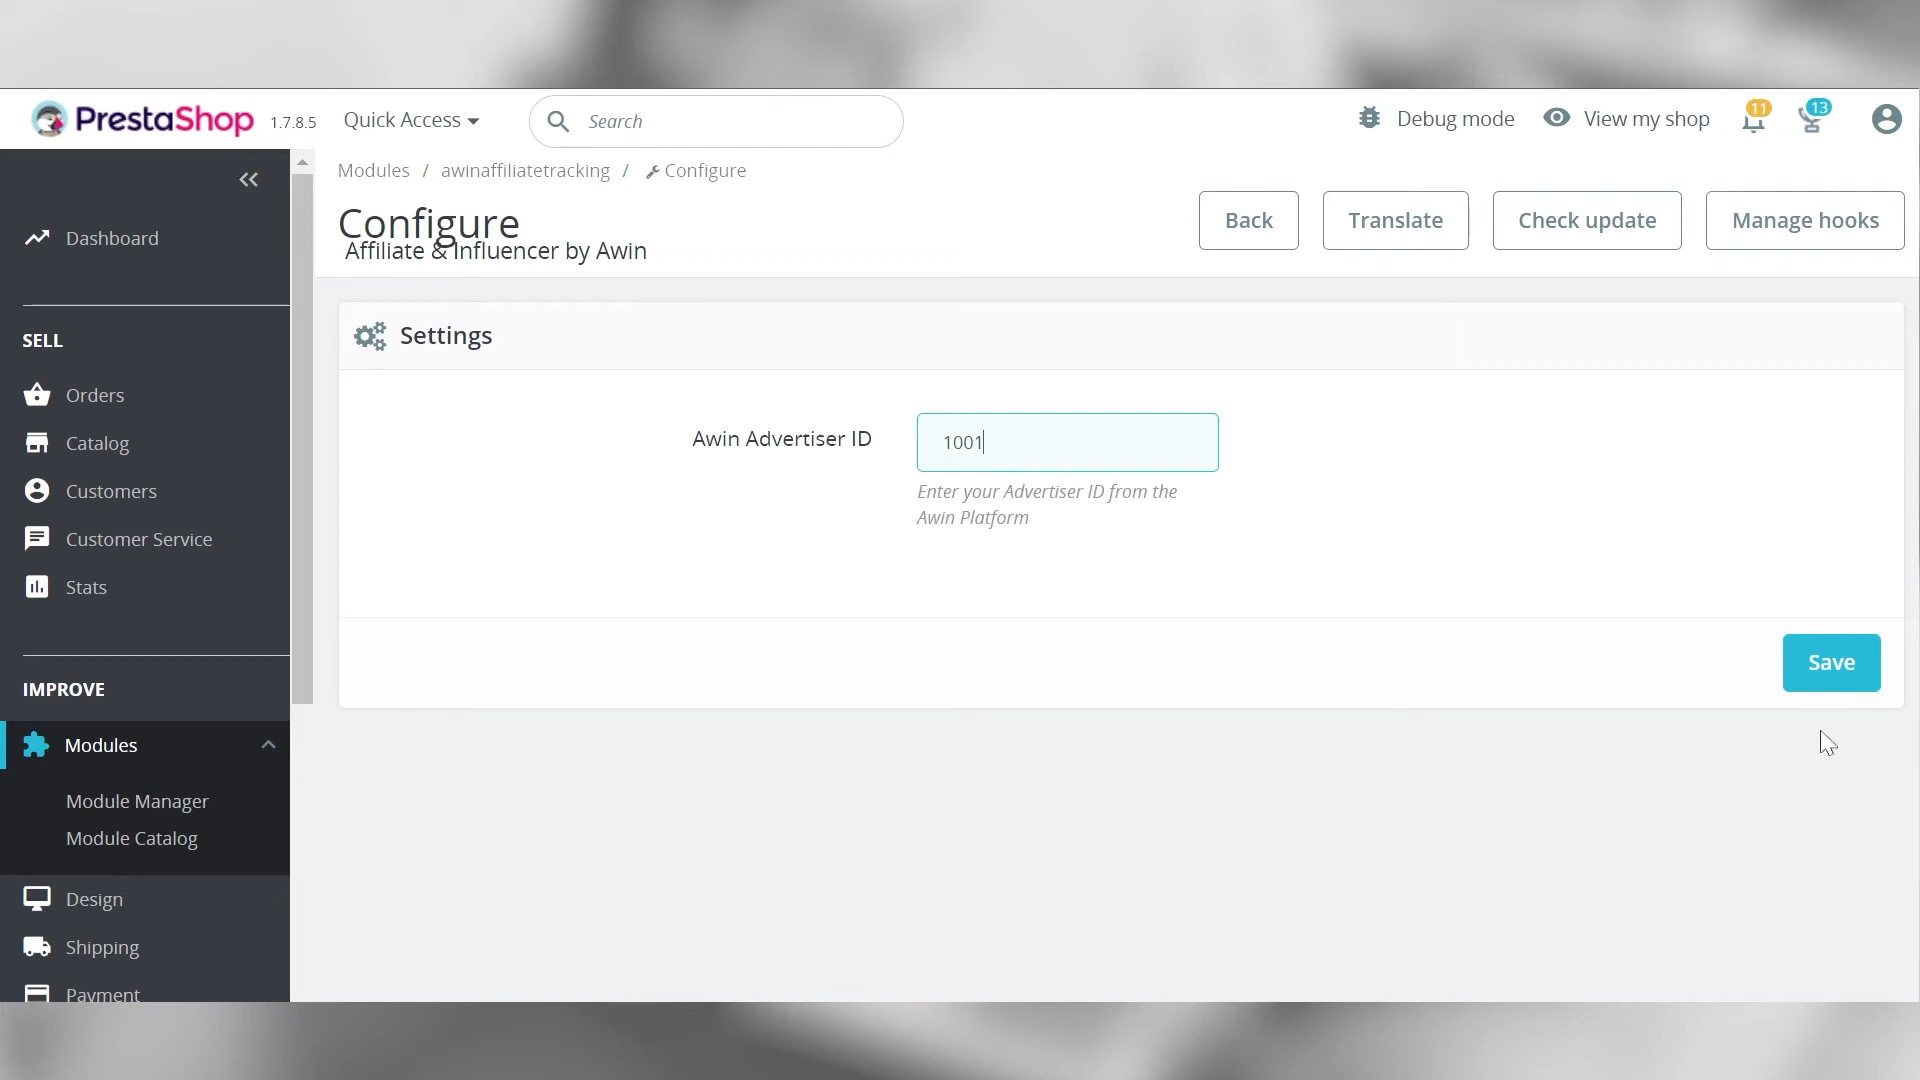 PrestaShop 1.7.8.5 Quick Access Search Debug mode View my shop 11 13
Modules / awinaffiliatetracking / Configure
Configure
Affiliate & Influencer by Awin
Back Translate Check update Manage hooks
Dashboard
SELL
Orders
Catalog
Customers
Customer Service
Stats
IMPROVE
Modules
Module Manager
Module Catalog
Design
Shipping
Payment
Settings
Awin Advertiser ID 1001
Enter your Advertiser ID from the
Awin Platform
Save